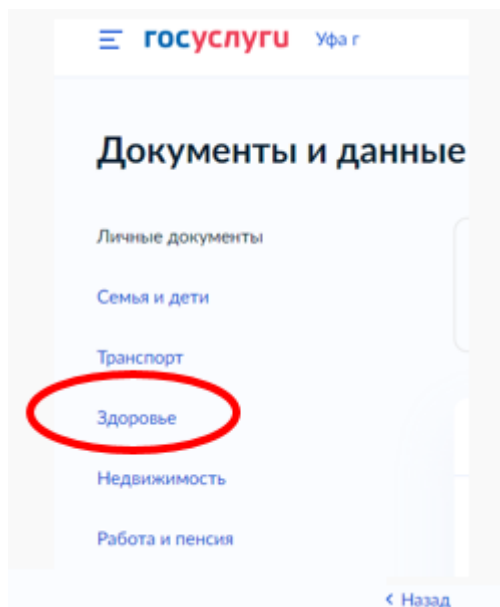 госуслуги Уфа г
Документы и данные
Личные документы
Семья и дети
Транспорт
Здоровье
Недвижимость
Работа и пенсия
Назад